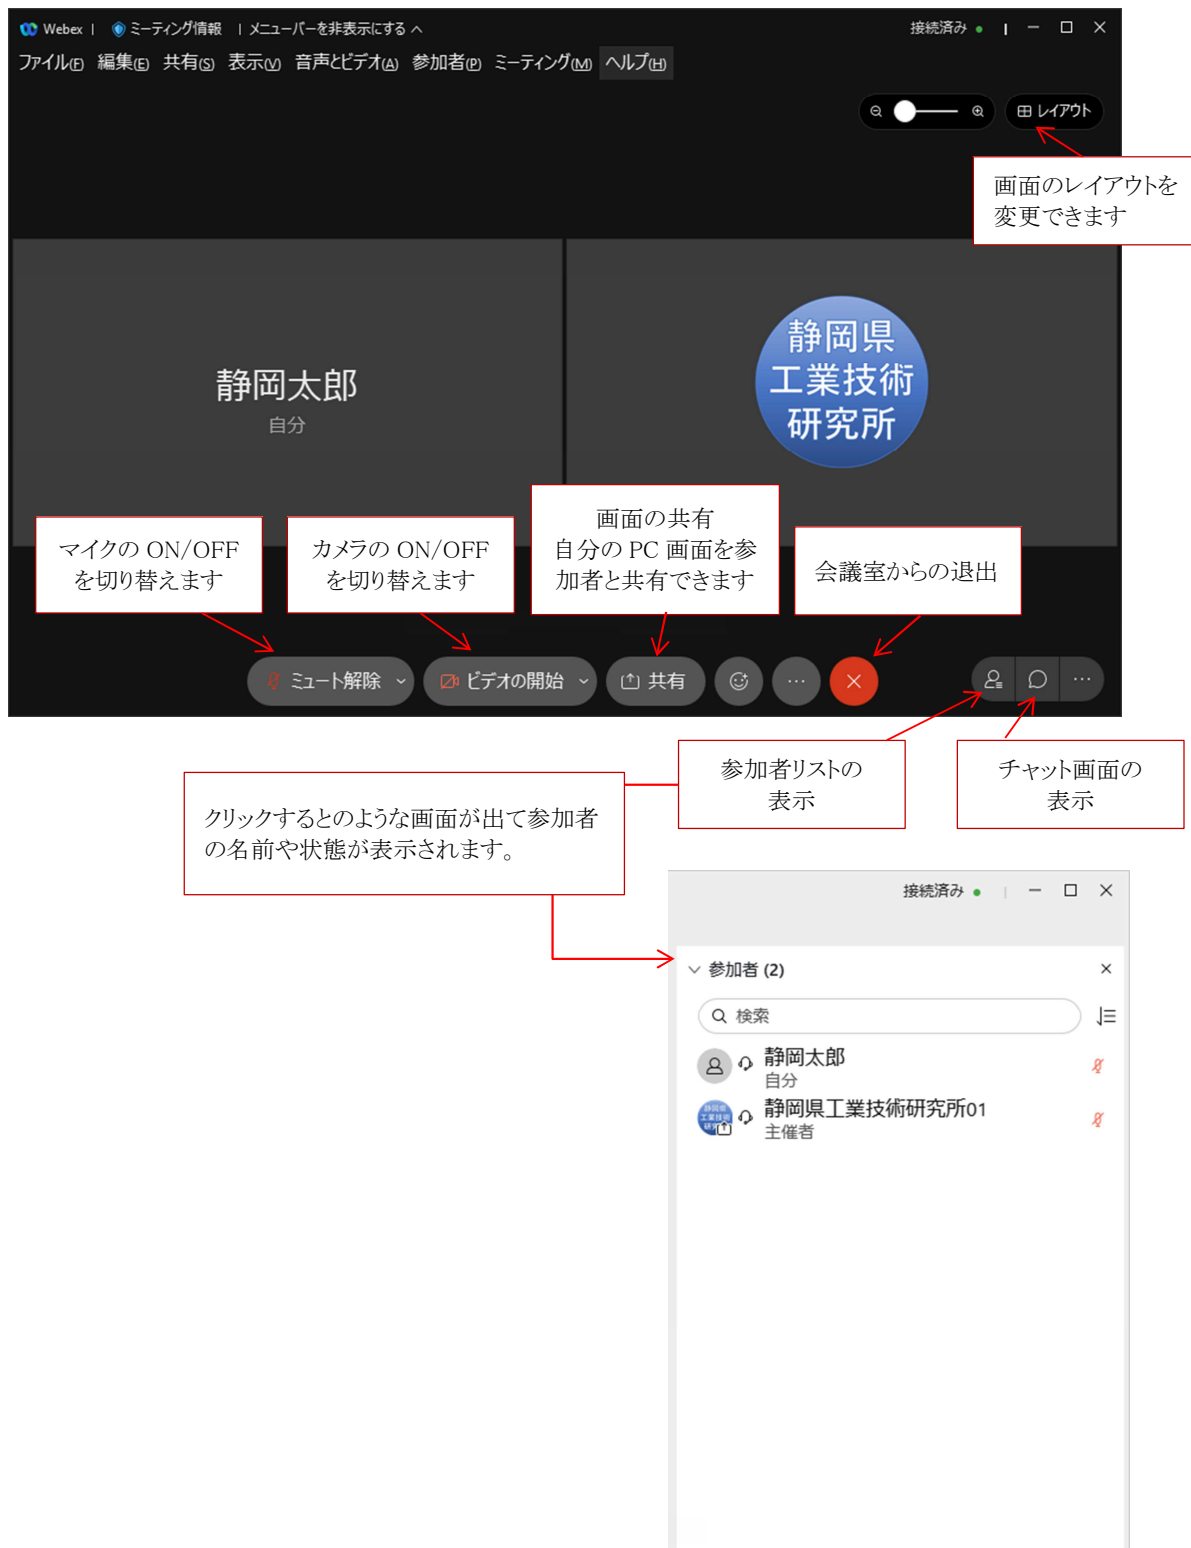 Webex | ミーティング情報 | メニューバーを非表示にする
接続済み
ファイル(F) 編集(E) 共有(S) 表示(V) 音声とビデオ(A) 参加者(P) ミーティング(M) ヘルプ(H)
レイアウト
画面のレイアウトを
変更できます
静岡太郎
自分
静岡県
工業技術
研究所
マイクの ON/OFF
を切り替えます
カメラの ON/OFF
を切り替えます
画面の共有
自分の PC 画面を参
加者と共有できます
会議室からの退出
ミュート解除
ビデオの開始
共有
参加者リストの
表示
チャット画面の
表示
クリックするとのような画面が出て参加者
の名前や状態が表示されます。
接続済み
参加者 (2)
検索
静岡太郎
自分
静岡県
工業技術
研究所
静岡県工業技術研究所01
主催者